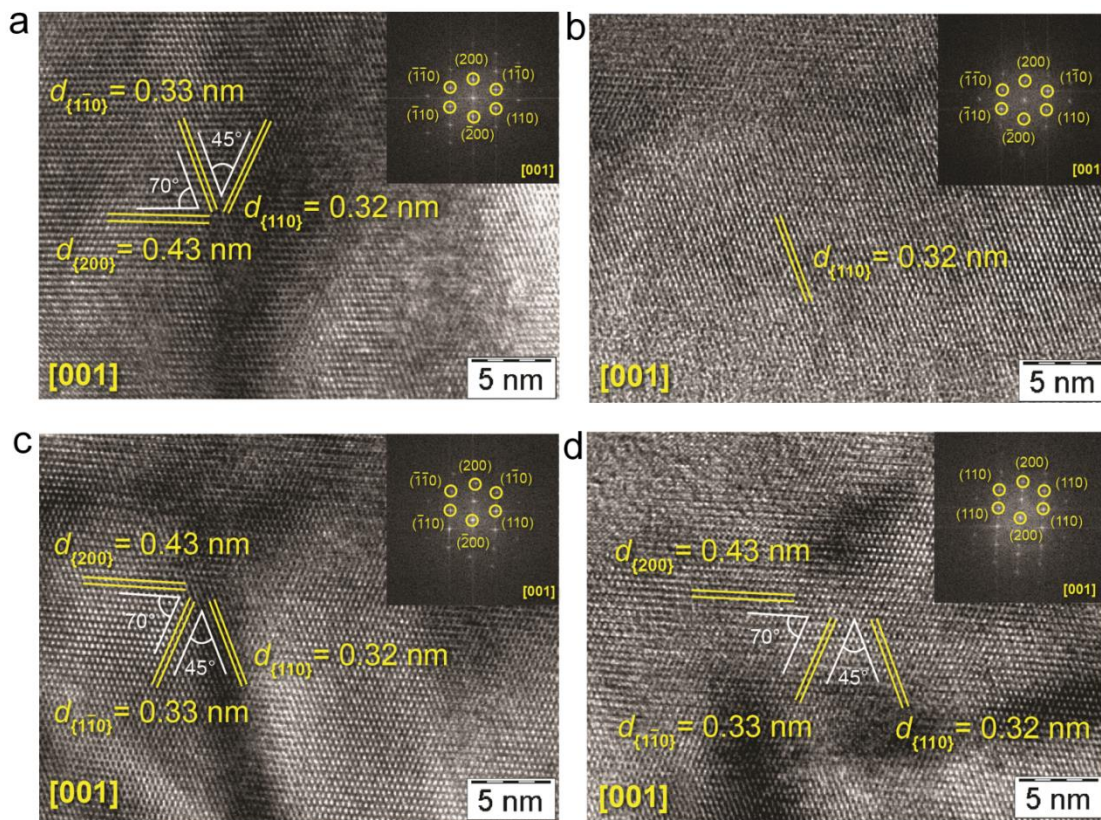 a
d{11̄0} = 0.33 nm
45°
70°
d{110} = 0.32 nm
d{200} = 0.43 nm
[001]
5 nm
(1̄1̄0)
(200)
(11̄0)
(1̄10)
(2̄00)
(110)
[001]
b
d{110} = 0.32 nm
[001]
5 nm
(1̄1̄0)
(200)
(11̄0)
(1̄10)
(2̄00)
(110)
[001]
c
d{200} = 0.43 nm
70°
45°
d{110} = 0.32 nm
d{11̄0} = 0.33 nm
[001]
5 nm
(1̄1̄0)
(200)
(11̄0)
(1̄10)
(2̄00)
(110)
[001]
d
d{200} = 0.43 nm
70°
45°
d{11̄0} = 0.33 nm
d{110} = 0.32 nm
[001]
5 nm
(110)
(200)
(110)
(110)
(200)
(110)
[001]